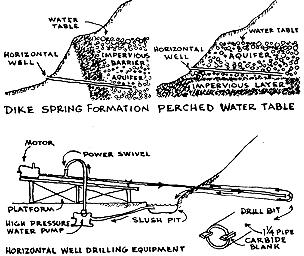 WATER
TABLE
HORIZONTAL
WELL
IMPERVIOUS
BARRIER
AQUIFER
DIKE SPRING FORMATION
WATER TABLE
HORIZONTAL
WELL
AQUIFER
IMPERVIOUS LAYER
PERCHED WATER TABLE
MOTOR
POWER SWIVEL
PLATFORM
HIGH PRESSURE
WATER PUMP
SLUSH PIT
DRILL BIT
1¼ PIPE
CARBIDE
BLANK
HORIZONTAL WELL DRILLING EQUIPMENT